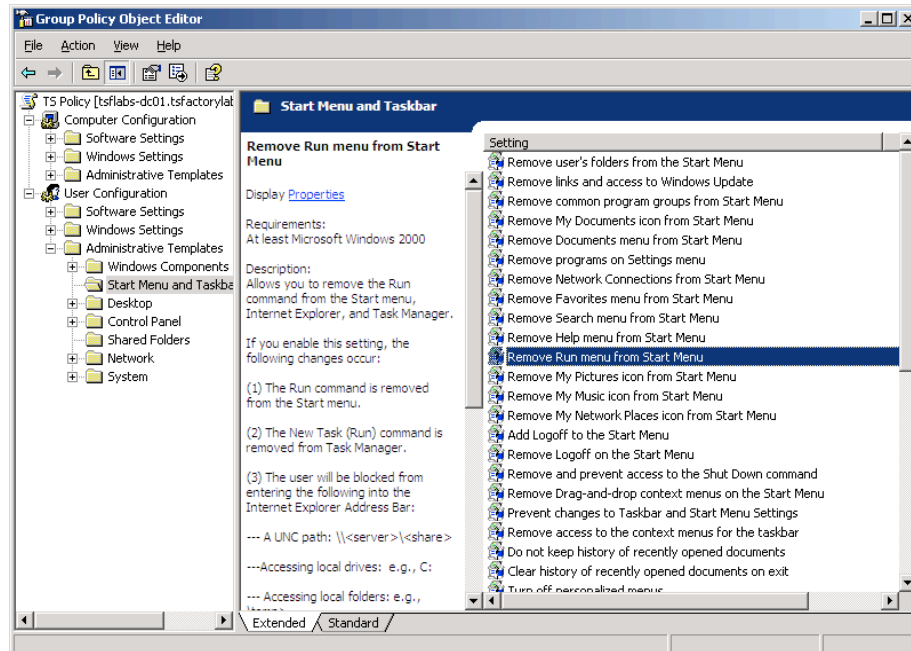 Group Policy Object Editor
File Action View Help
TS Policy [tsflabs-dc01.tsfactorylab
Computer Configuration
Software Settings
Windows Settings
Administrative Templates
User Configuration
Software Settings
Windows Settings
Administrative Templates
Windows Components
Start Menu and Taskba
Desktop
Control Panel
Shared Folders
Network
System
Start Menu and Taskbar
Remove Run menu from Start
Menu
Display Properties
Requirements:
At least Microsoft Windows 2000
Description:
Allows you to remove the Run
command from the Start menu,
Internet Explorer, and Task Manager.
If you enable this setting, the
following changes occur:
(1) The Run command is removed
from the Start menu.
(2) The New Task (Run) command is
removed from Task Manager.
(3) The user will be blocked from
entering the following into the
Internet Explorer Address Bar:
--- A UNC path: \\<server>\<share>
---Accessing local drives: e.g., C:
--- Accessing local folders: e.g.,
\temp>
Setting
Remove user's folders from the Start Menu
Remove links and access to Windows Update
Remove common program groups from Start Menu
Remove My Documents icon from Start Menu
Remove Documents menu from Start Menu
Remove programs on Settings menu
Remove Network Connections from Start Menu
Remove Favorites menu from Start Menu
Remove Search menu from Start Menu
Remove Help menu from Start Menu
Remove Run menu from Start Menu
Remove My Pictures icon from Start Menu
Remove My Music icon from Start Menu
Remove My Network Places icon from Start Menu
Add Logoff to the Start Menu
Remove Logoff on the Start Menu
Remove and prevent access to the Shut Down command
Remove Drag-and-drop context menus on the Start Menu
Prevent changes to Taskbar and Start Menu Settings
Remove access to the context menus for the taskbar
Do not keep history of recently opened documents
Clear history of recently opened documents on exit
Turn off personalized menus
Extended Standard